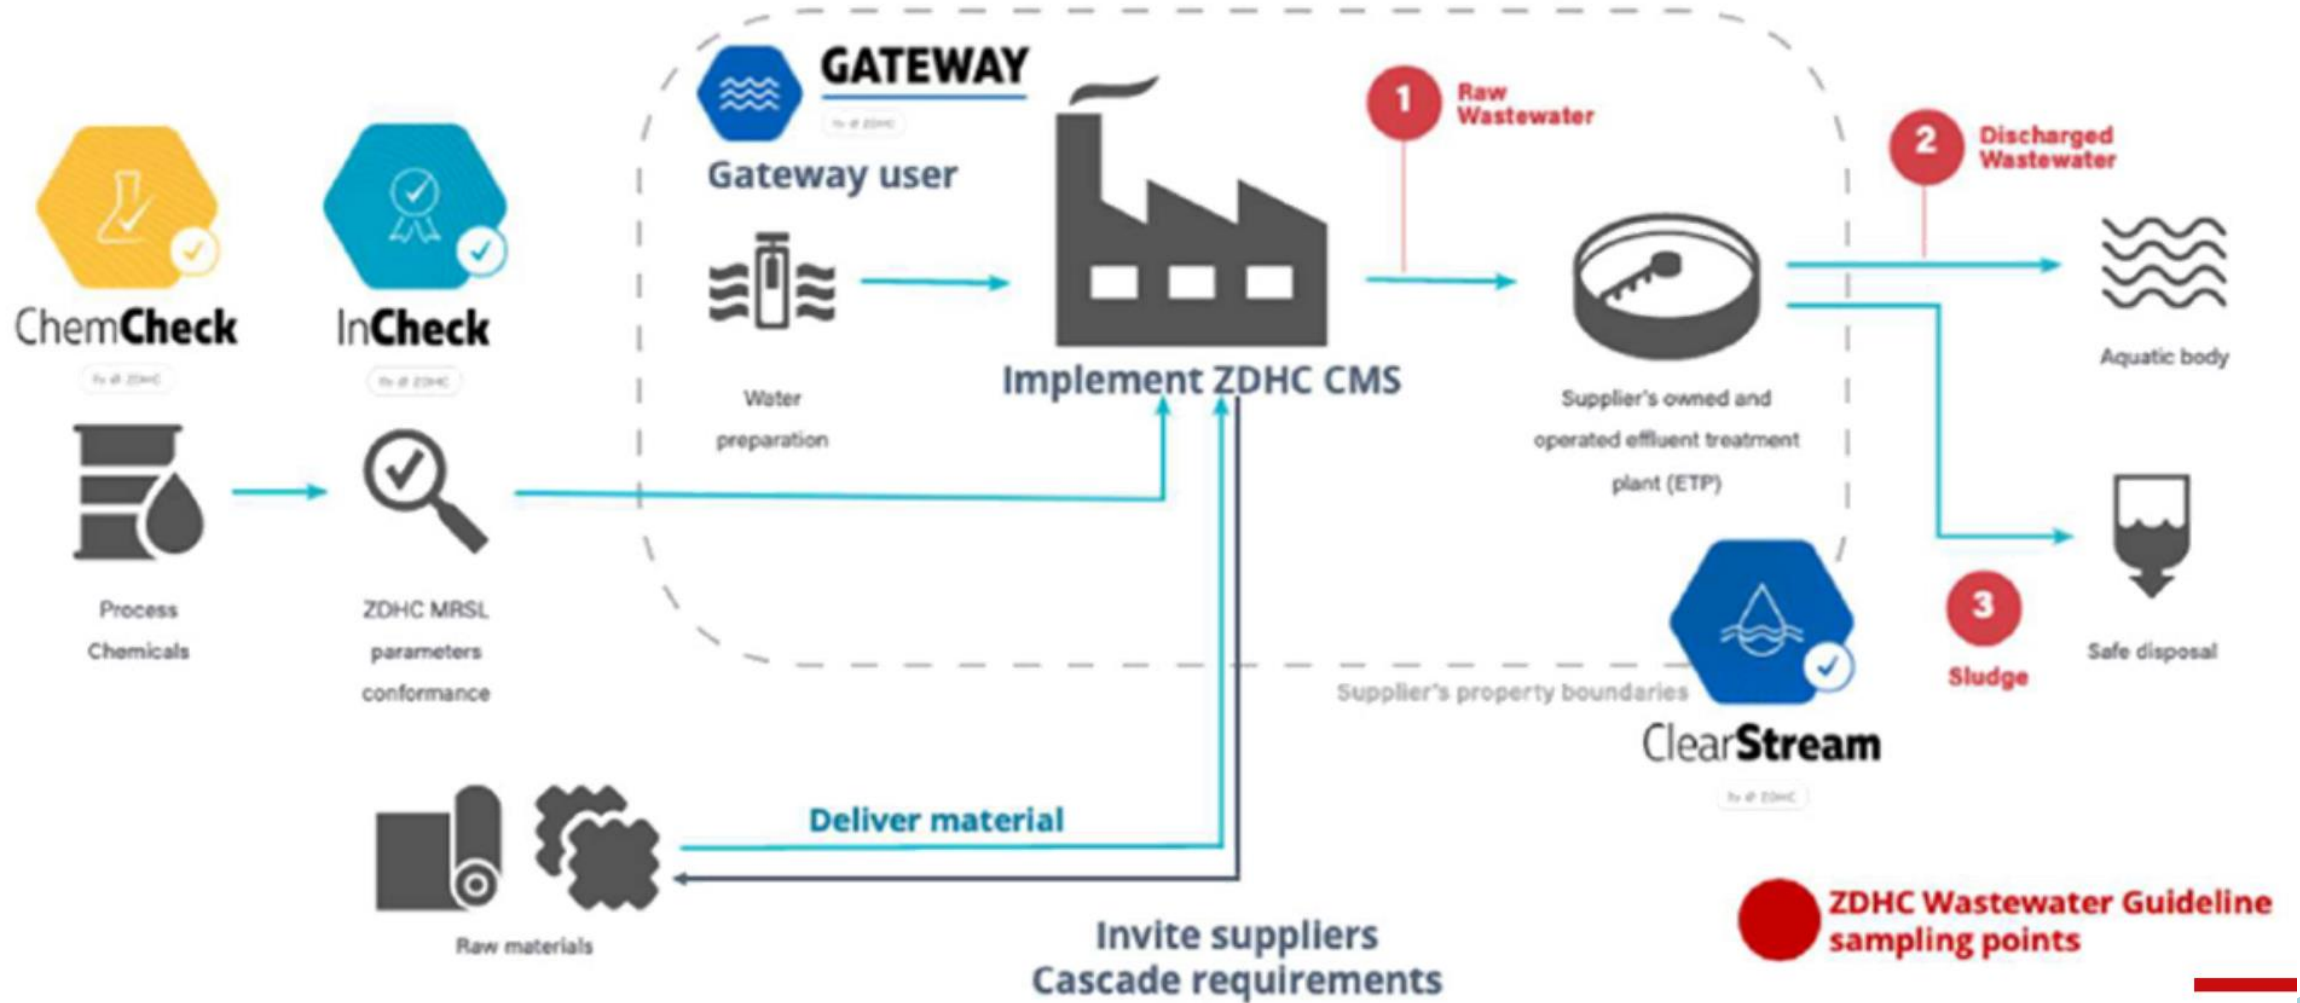 GATEWAY
Gateway user
1
Raw
Wastewater
2
Discharged
Wastewater
ChemCheck
InCheck
Water
preparation
Implement ZDHC CMS
Supplier's owned and
operated effluent treatment
plant (ETP)
Aquatic body
Process
Chemicals
ZDHC MRSL
parameters
conformance
3
Sludge
Safe disposal
Supplier's property boundaries
ClearStream
Deliver material
Raw materials
Invite suppliers
Cascade requirements
ZDHC Wastewater Guideline
sampling points